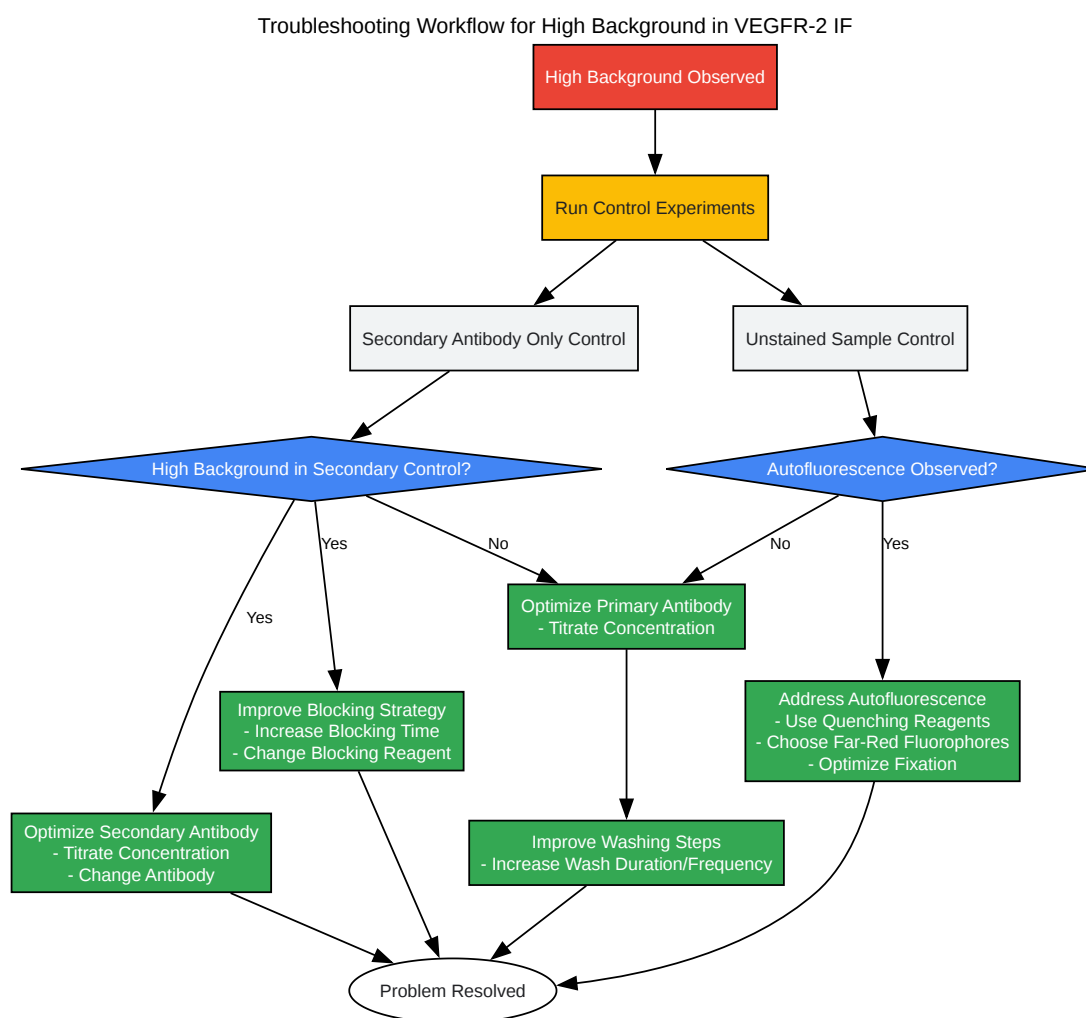 Troubleshooting Workflow for High Background in VEGFR-2 IF
High Background Observed
Run Control Experiments
Secondary Antibody Only Control
Unstained Sample Control
High Background in Secondary Control?
Autofluorescence Observed?
Yes
No
No
Yes
Optimize Primary Antibody
- Titrate Concentration
Yes
Improve Blocking Strategy
- Increase Blocking Time
- Change Blocking Reagent
Address Autofluorescence
- Use Quenching Reagents
- Choose Far-Red Fluorophores
- Optimize Fixation
Optimize Secondary Antibody
- Titrate Concentration
- Change Antibody
Improve Washing Steps
- Increase Wash Duration/Frequency
Problem Resolved